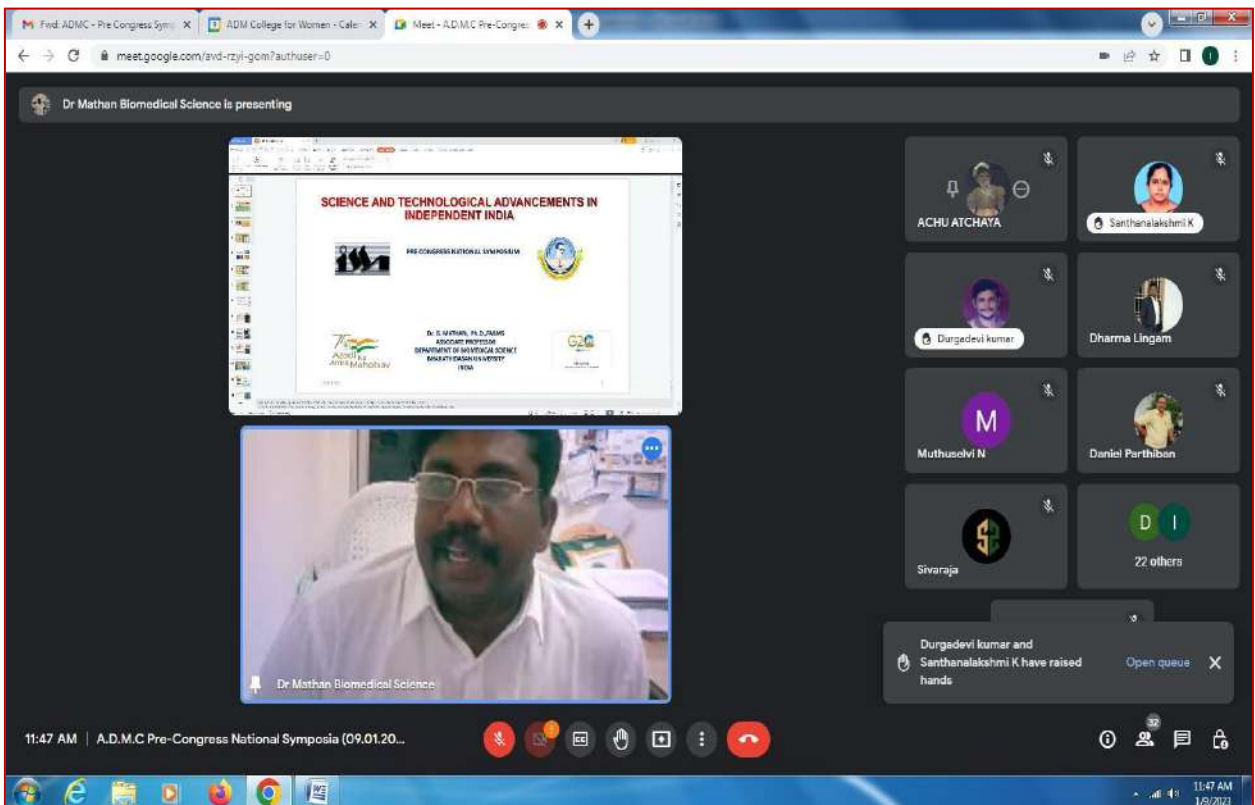 Fwd: ADMC - Pre Congress Sym
ADM College for Women - Cale
Meet - A.D.M.C Pre-Congres
meet.google.com/avd-rzyi-gom?authuser=0
Dr Mathan Biomedical Science is presenting
SCIENCE AND TECHNOLOGICAL ADVANCEMENTS IN
INDEPENDENT INDIA
PRE CONGRESS NATIONAL SYMPOSIUM
ASSOCIATE PROFESSOR
DEPARTMENT OF BIOMEDICAL SCIENCE
BHARATHIDASAN UNIVERSITY
INDIA
Azadi Ka
Amrit Mahotsav
G20
Dr Mathan Biomedical Science
ACHU ATCHAYA
Santhanalakshmi K
Durgadevi kumar
Dharma Lingam
M
Muthuselvi N
Daniel Parthiban
Sivaraja
D I
22 others
Durgadevi kumar and
Santhanalakshmi K have raised
hands
Open queue
11:47 AM | A.D.M.C Pre-Congress National Symposia (09.01.20...
32
11:47 AM
1/9/2023